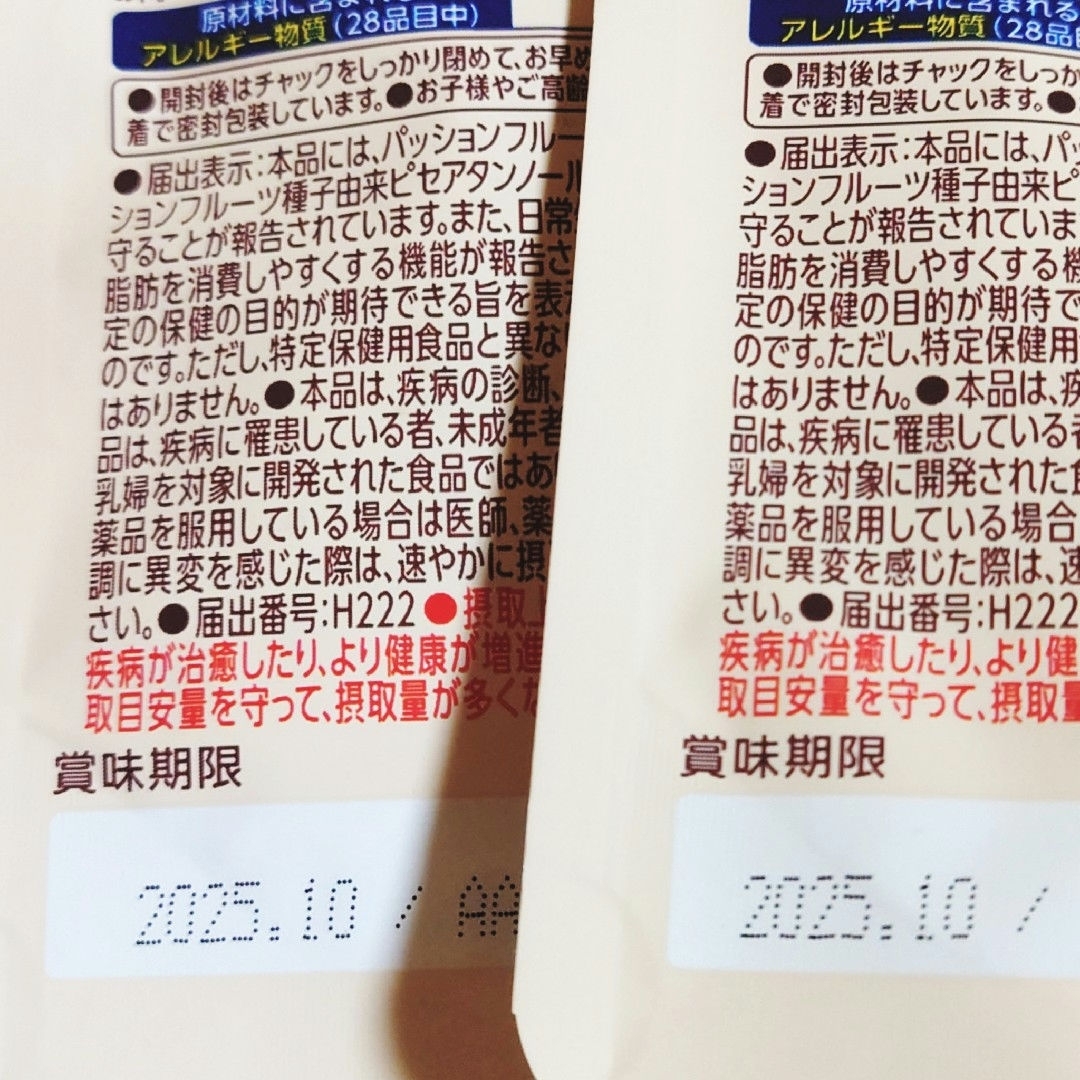 原材料に含まれ
アレルギー物質(28品目中)
●開封後はチャックをしっかり閉めて、お早め
着で密封包装しています。●お子様やご高齢
●届出表示:本品には、パッションフルー
ションフルーツ種子由来ピセアタンノール
守ることが報告されています。また、日常
脂肪を消費しやすくする機能が報告さ
定の保健の目的が期待できる旨を表
のです。ただし、特定保健用食品と異な
はありません。●本品は、疾病の診断、
品は、疾病に罹患している者、未成年者
乳婦を対象に開発された食品ではあ
薬品を服用している場合は医師、薬
調に異変を感じた際は、速やかに摂
さい。●届出番号:H222●摂取上
疾病が治癒したり、より健康が増進
取目安量を守って、摂取量が多くな
賞味期限
2025.10 / AA
原材料に含まれる
アレルギー物質(28品目
●開封後はチャックをしっか
着で密封包装しています。●
●届出表示:本品には、パッ
ションフルーツ種子由来ピ
守ることが報告されていま
脂肪を消費しやすくする機
定の保健の目的が期待で
のです。ただし、特定保健用
はありません。●本品は、疾
品は、疾病に罹患している者
乳婦を対象に開発された食
薬品を服用している場合
調に異変を感じた際は、速
さい。●届出番号:H222
疾病が治癒したり、より健
取目安量を守って、摂取量
賞味期限
2025.10 /